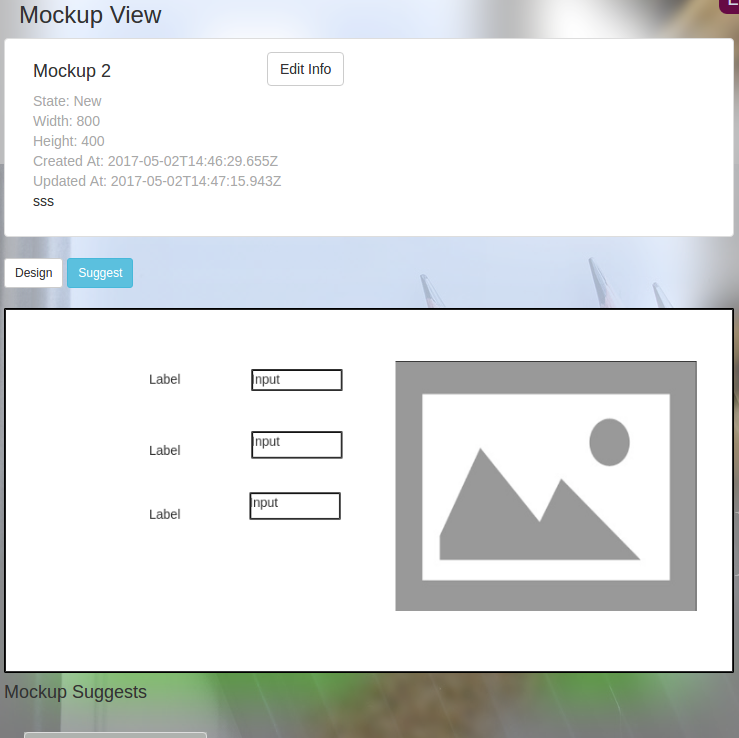 Mockup View
Mockup 2
Edit Info
State: New
Width: 800
Height: 400
Created At: 2017-05-02T14:46:29.655Z
Updated At: 2017-05-02T14:47:15.943Z
sss
Design
Suggest
Label
Input
Label
Input
Label
Input
Mockup Suggests